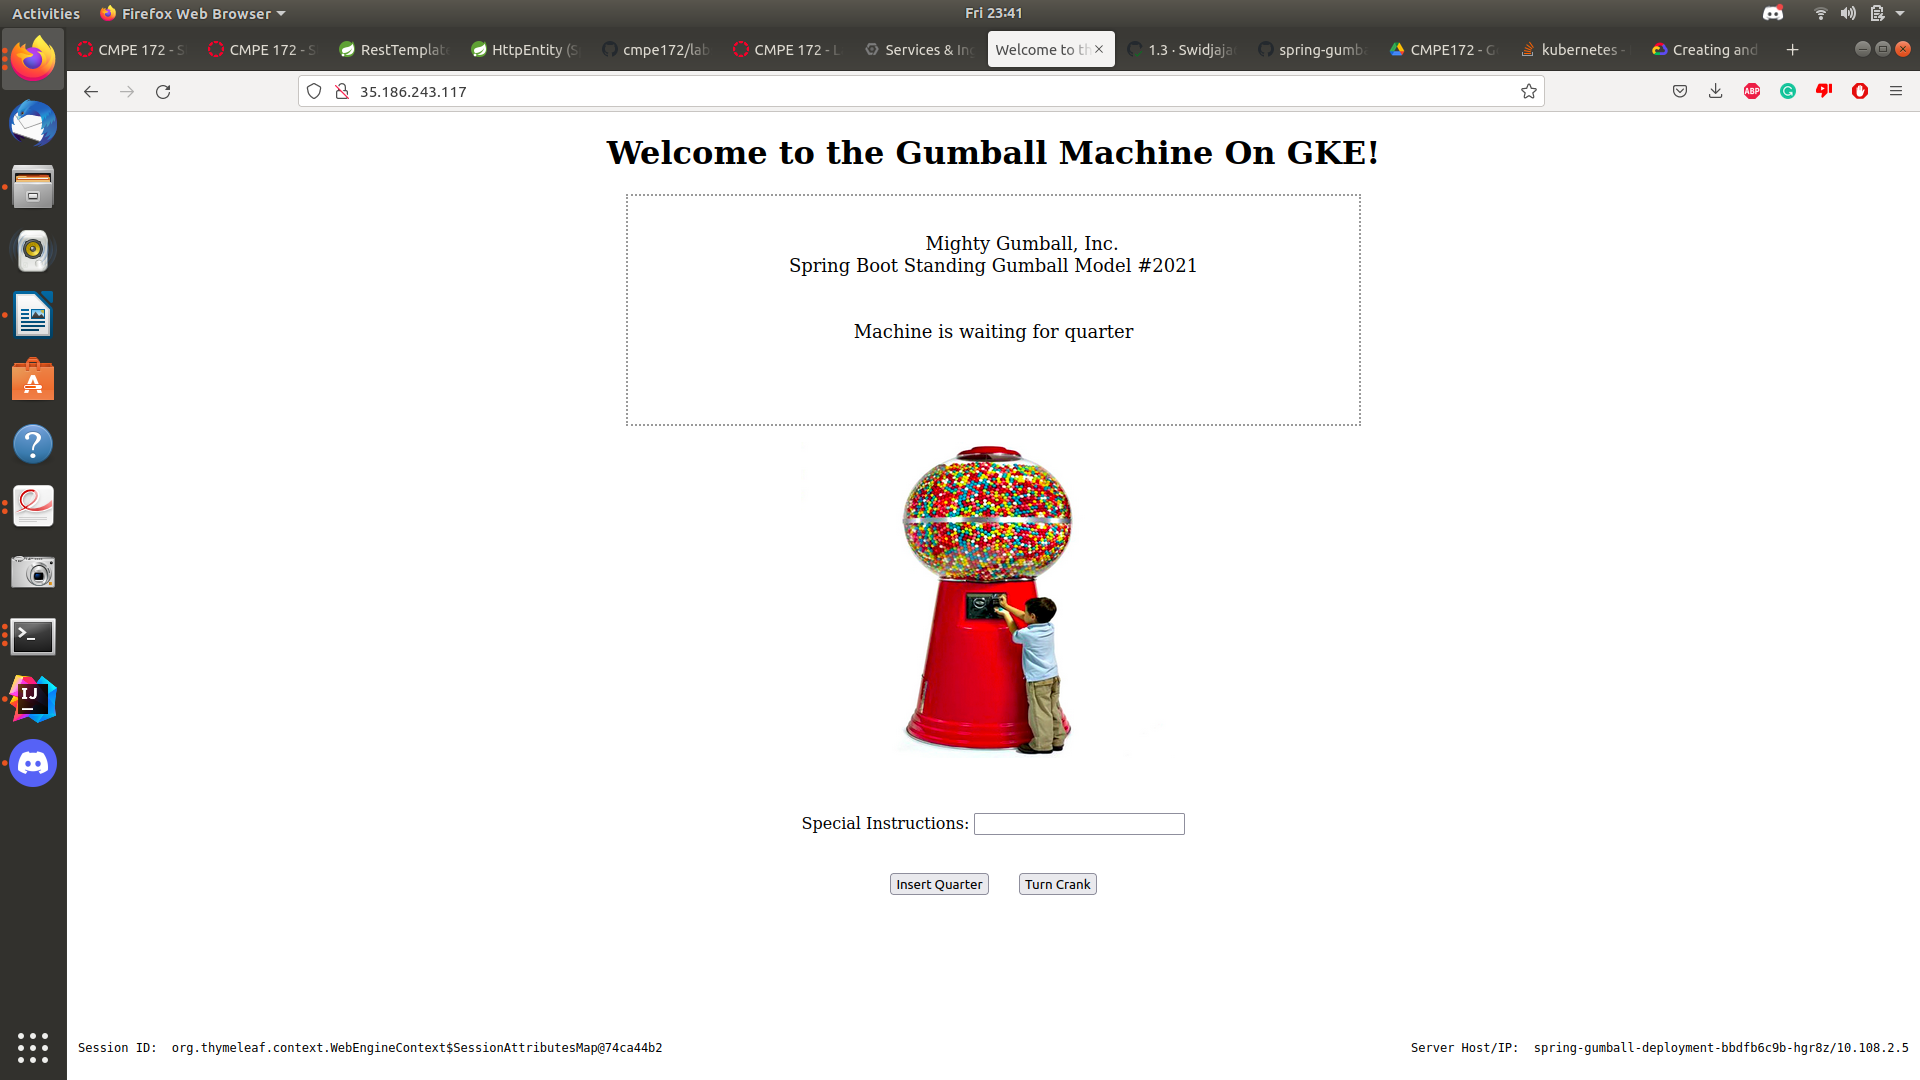 Activities
Firefox Web Browser
Fri 23:41
CMPE 172 - S
CMPE 172 - S
RestTemplat
HttpEntity (S
cmpe172/lab
CMPE 172 - L
Services & In
Welcome to th
1.3 · Swidjaja
spring-gumba
CMPE172 - G
kubernetes -
Creating and
35.186.243.117
ABP
Welcome to the Gumball Machine On GKE!
Mighty Gumball, Inc.
Spring Boot Standing Gumball Model #2021
Machine is waiting for quarter
Special Instructions:
Insert Quarter
Turn Crank
IJ
Session ID: org.thymeleaf.context.WebEngineContext$SessionAttributesMap@74ca44b2
Server Host/IP: spring-gumball-deployment-bbdfb6c9b-hgr8z/10.108.2.5